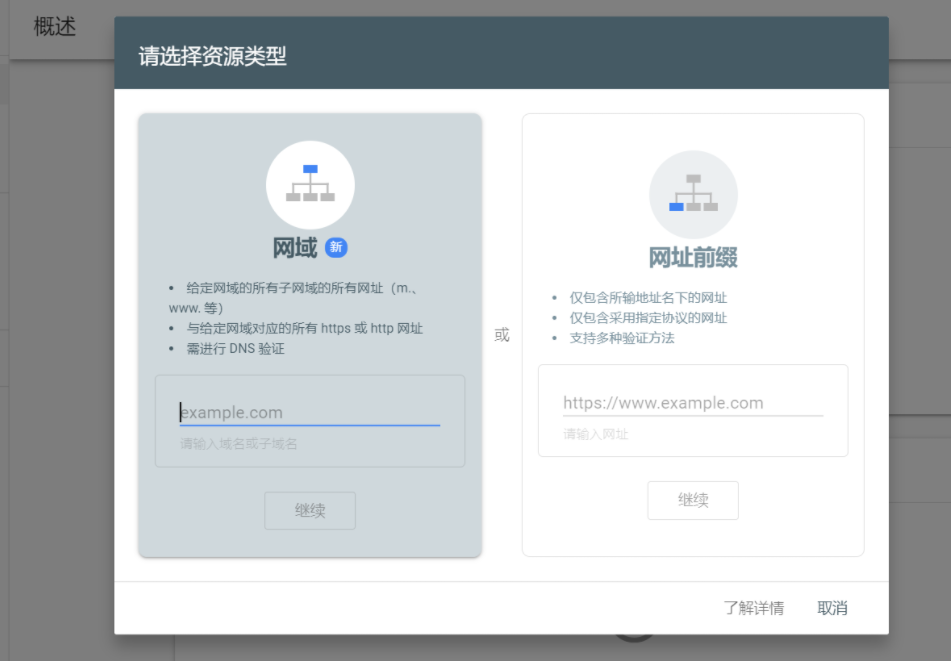 概述
请选择资源类型
网域 新
• 给定网域的所有子网域的所有网址（m.、
www. 等）
• 与给定网域对应的所有 https 或 http 网址
• 需进行 DNS 验证
example.com
请输入域名或子域名
继续
或
网址前缀
• 仅包含所输地址名下的网址
• 仅包含采用指定协议的网址
• 支持多种验证方法
https://www.example.com
请输入网址
继续
了解详情 取消